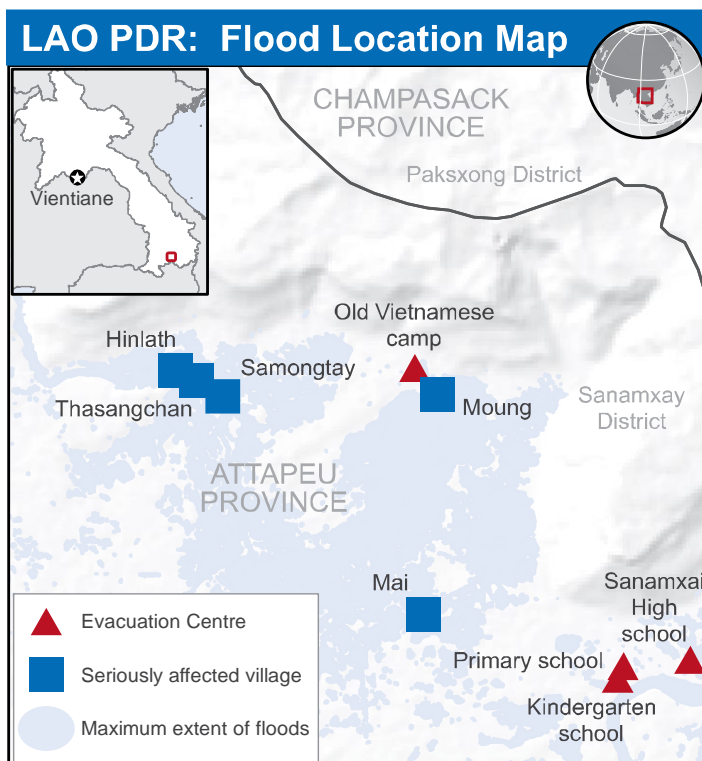 LAO PDR:  Flood Location Map
CHAMPASACK
PROVINCE
Paksxong District
Vientiane
Old Vietnamese
camp
Hinlath
Samongtay
Thasangchan
Moung
Sanamxay
District
ATTAPEU
PROVINCE
Mai
Sanamxai
High
school
Primary school
Kindergarten
school
Evacuation Centre
Seriously affected village
Maximum extent of floods